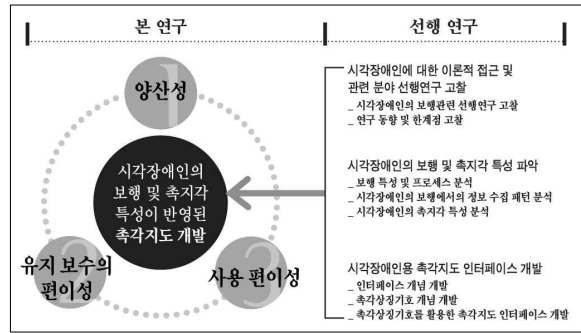 본 연구
선행 연구
1
양산성
시각장애인의
보행 및 촉지각
특성이 반영된
촉각지도 개발
2
유지 보수의
편이성
3
사용 편이성
시각장애인에 대한 이론적 접근 및
관련 분야 선행연구 고찰
_ 시각장애인의 보행관련 선행연구 고찰
_ 연구 동향 및 한계점 고찰
시각장애인의 보행 및 촉지각 특성 파악
_ 보행 특성 및 프로세스 분석
_ 시각장애인의 보행에서의 정보 수집 패턴 분석
_ 시각장애인의 촉지각 특성 분석
시각장애인용 촉각지도 인터페이스 개발
_ 인터페이스 개념 개발
_ 촉각상징기호 개념 개발
_ 촉각상징기호를 활용한 촉각지도 인터페이스 개발